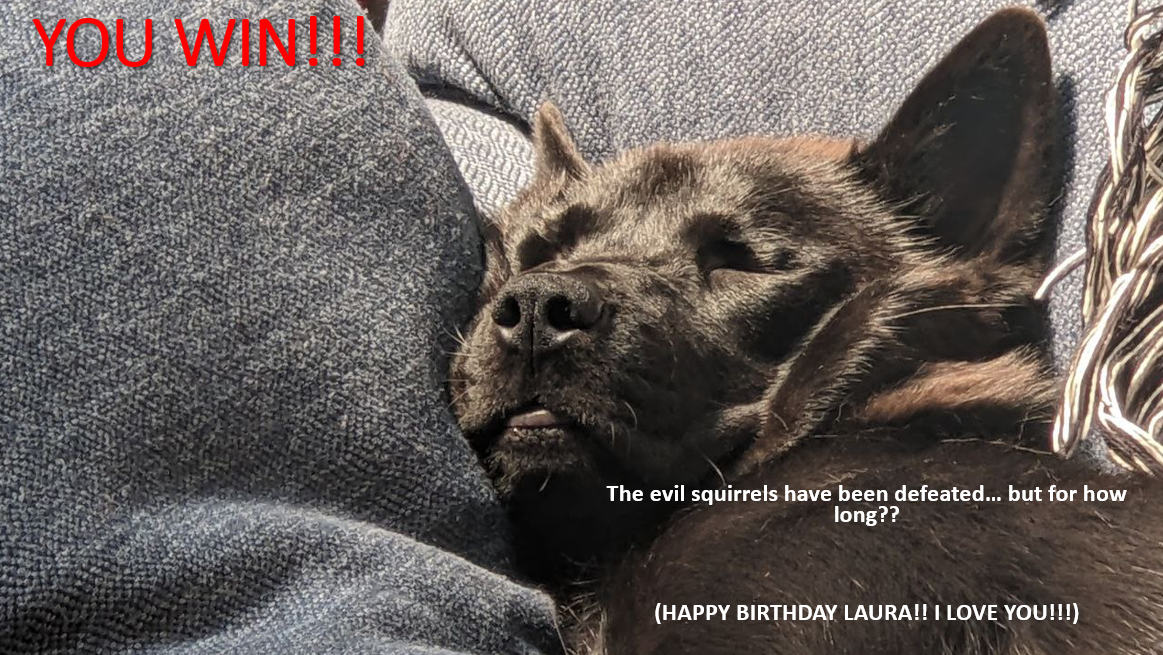 YOU WIN!!!
The evil squirrels have been defeated... but for how
long??
(HAPPY BIRTHDAY LAURA!! I LOVE YOU!!!)